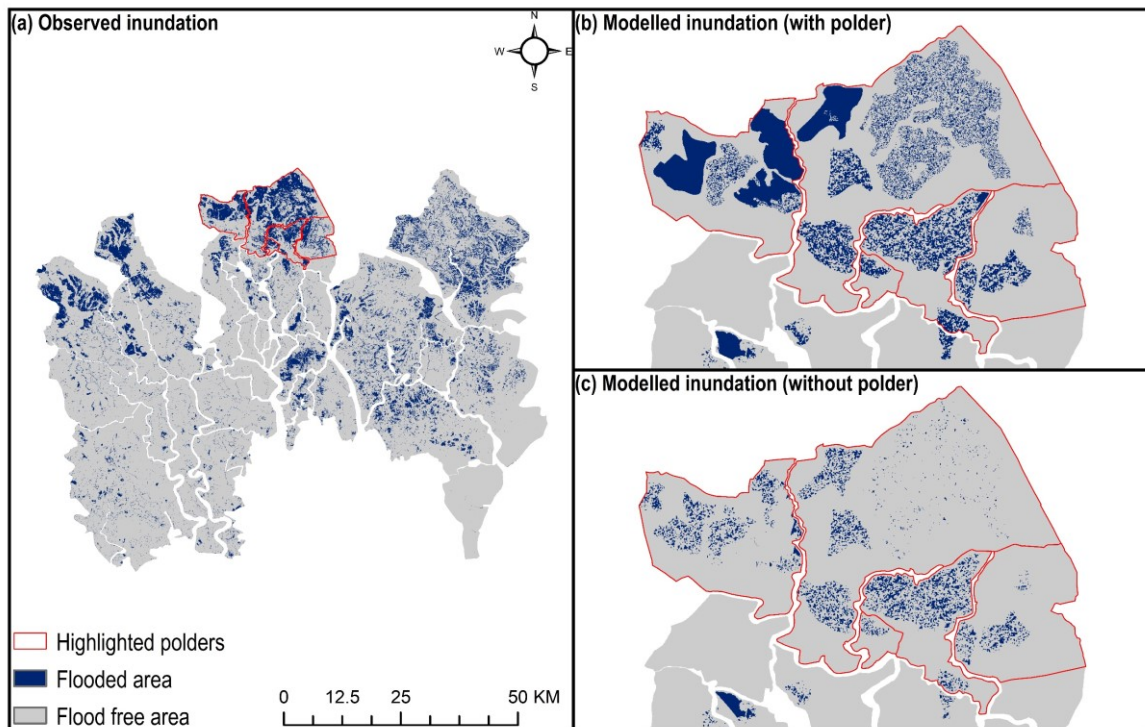 (a) Observed inundation
N
W
E
S
Highlighted polders
Flooded area
Flood free area
0 12.5 25 50 KM
(b) Modelled inundation (with polder)
(c) Modelled inundation (without polder)